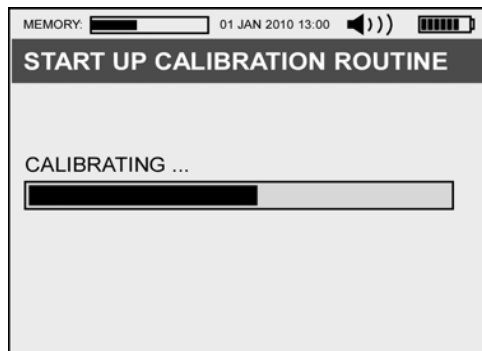 MEMORY: 01 JAN 2010 13:00
START UP CALIBRATION ROUTINE
CALIBRATING ...